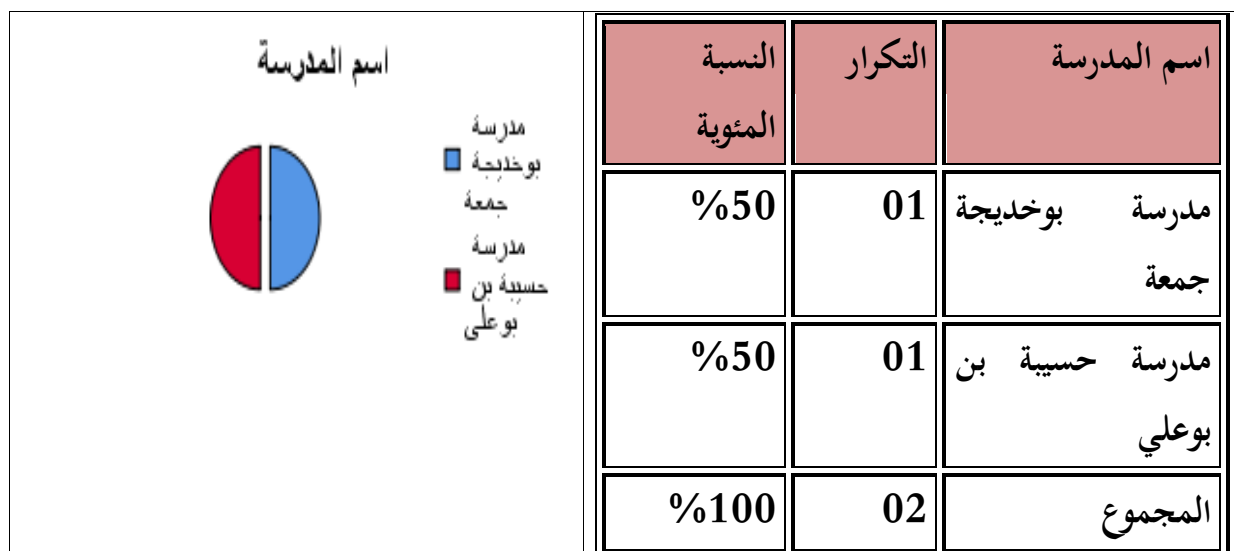 اسم المدرسة التكرار النسبة
المئوية
مدرسة بوخديجة 01 %50
جمعة
مدرسة حسيبة بن 01 %50
بوعلي
المجموع 02 %100
اسم المدرسة
مدرسة
بوخديجة
جمعة
مدرسة
حسيبة بن
بوعلى